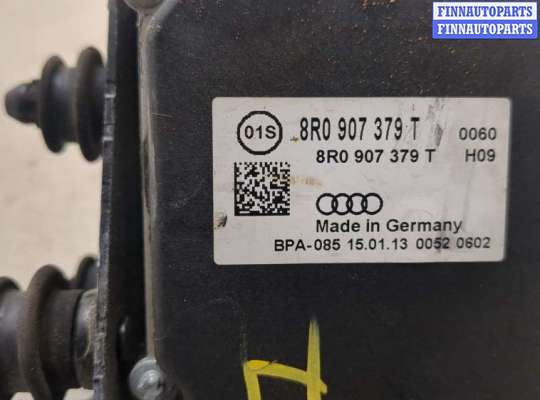 FINNAUTOPARTS
FINNAUTOPARTS
01S 8R0 907 379 T 0060
8R0 907 379 T H09
Made in Germany
BPA-085 15.01.13 0052 0602
H